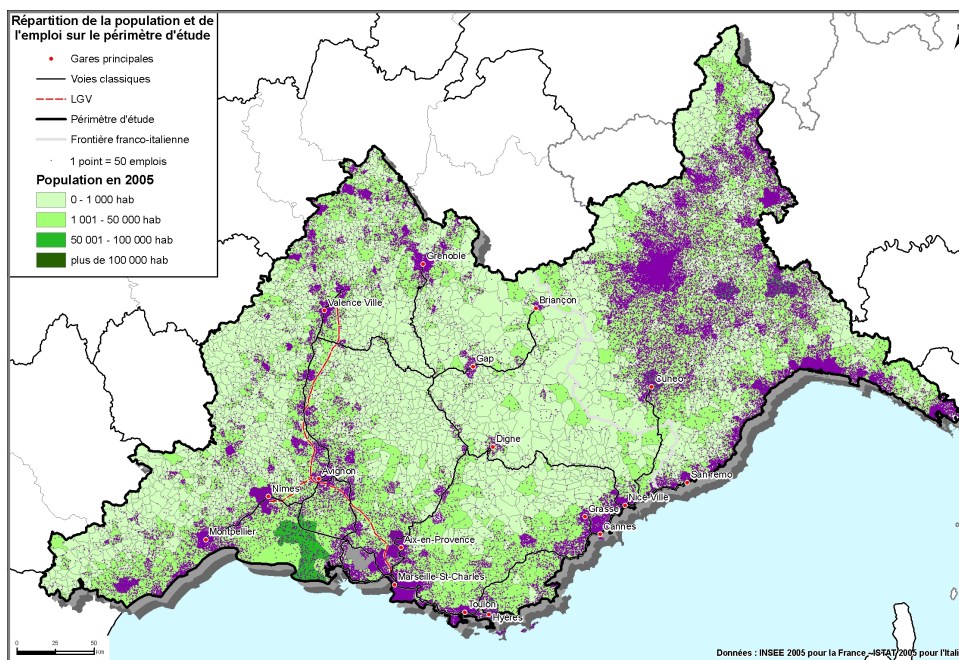 Répartition de la population et de
l'emploi sur le périmètre d'étude
Gares principales
Voies classiques
LGV
Périmètre d'étude
Frontière franco-italienne
1 point = 50 emplois
Population en 2005
0 - 1 000 hab
1 001 - 50 000 hab
50 001 - 100 000 hab
plus de 100 000 hab
Grenoble
Valence Ville
Briançon
Gap
Cuneo
Digne
Avignon
San remo
Nîmes
Nice-Ville
Grasse
Cannes
Montpellier
Aix-en-Provence
Marseille-St-Charles
Toulon
Hyères
0 25 50
Km
Données : INSEE 2005 pour la France - ISTAT 2005 pour l'Itali